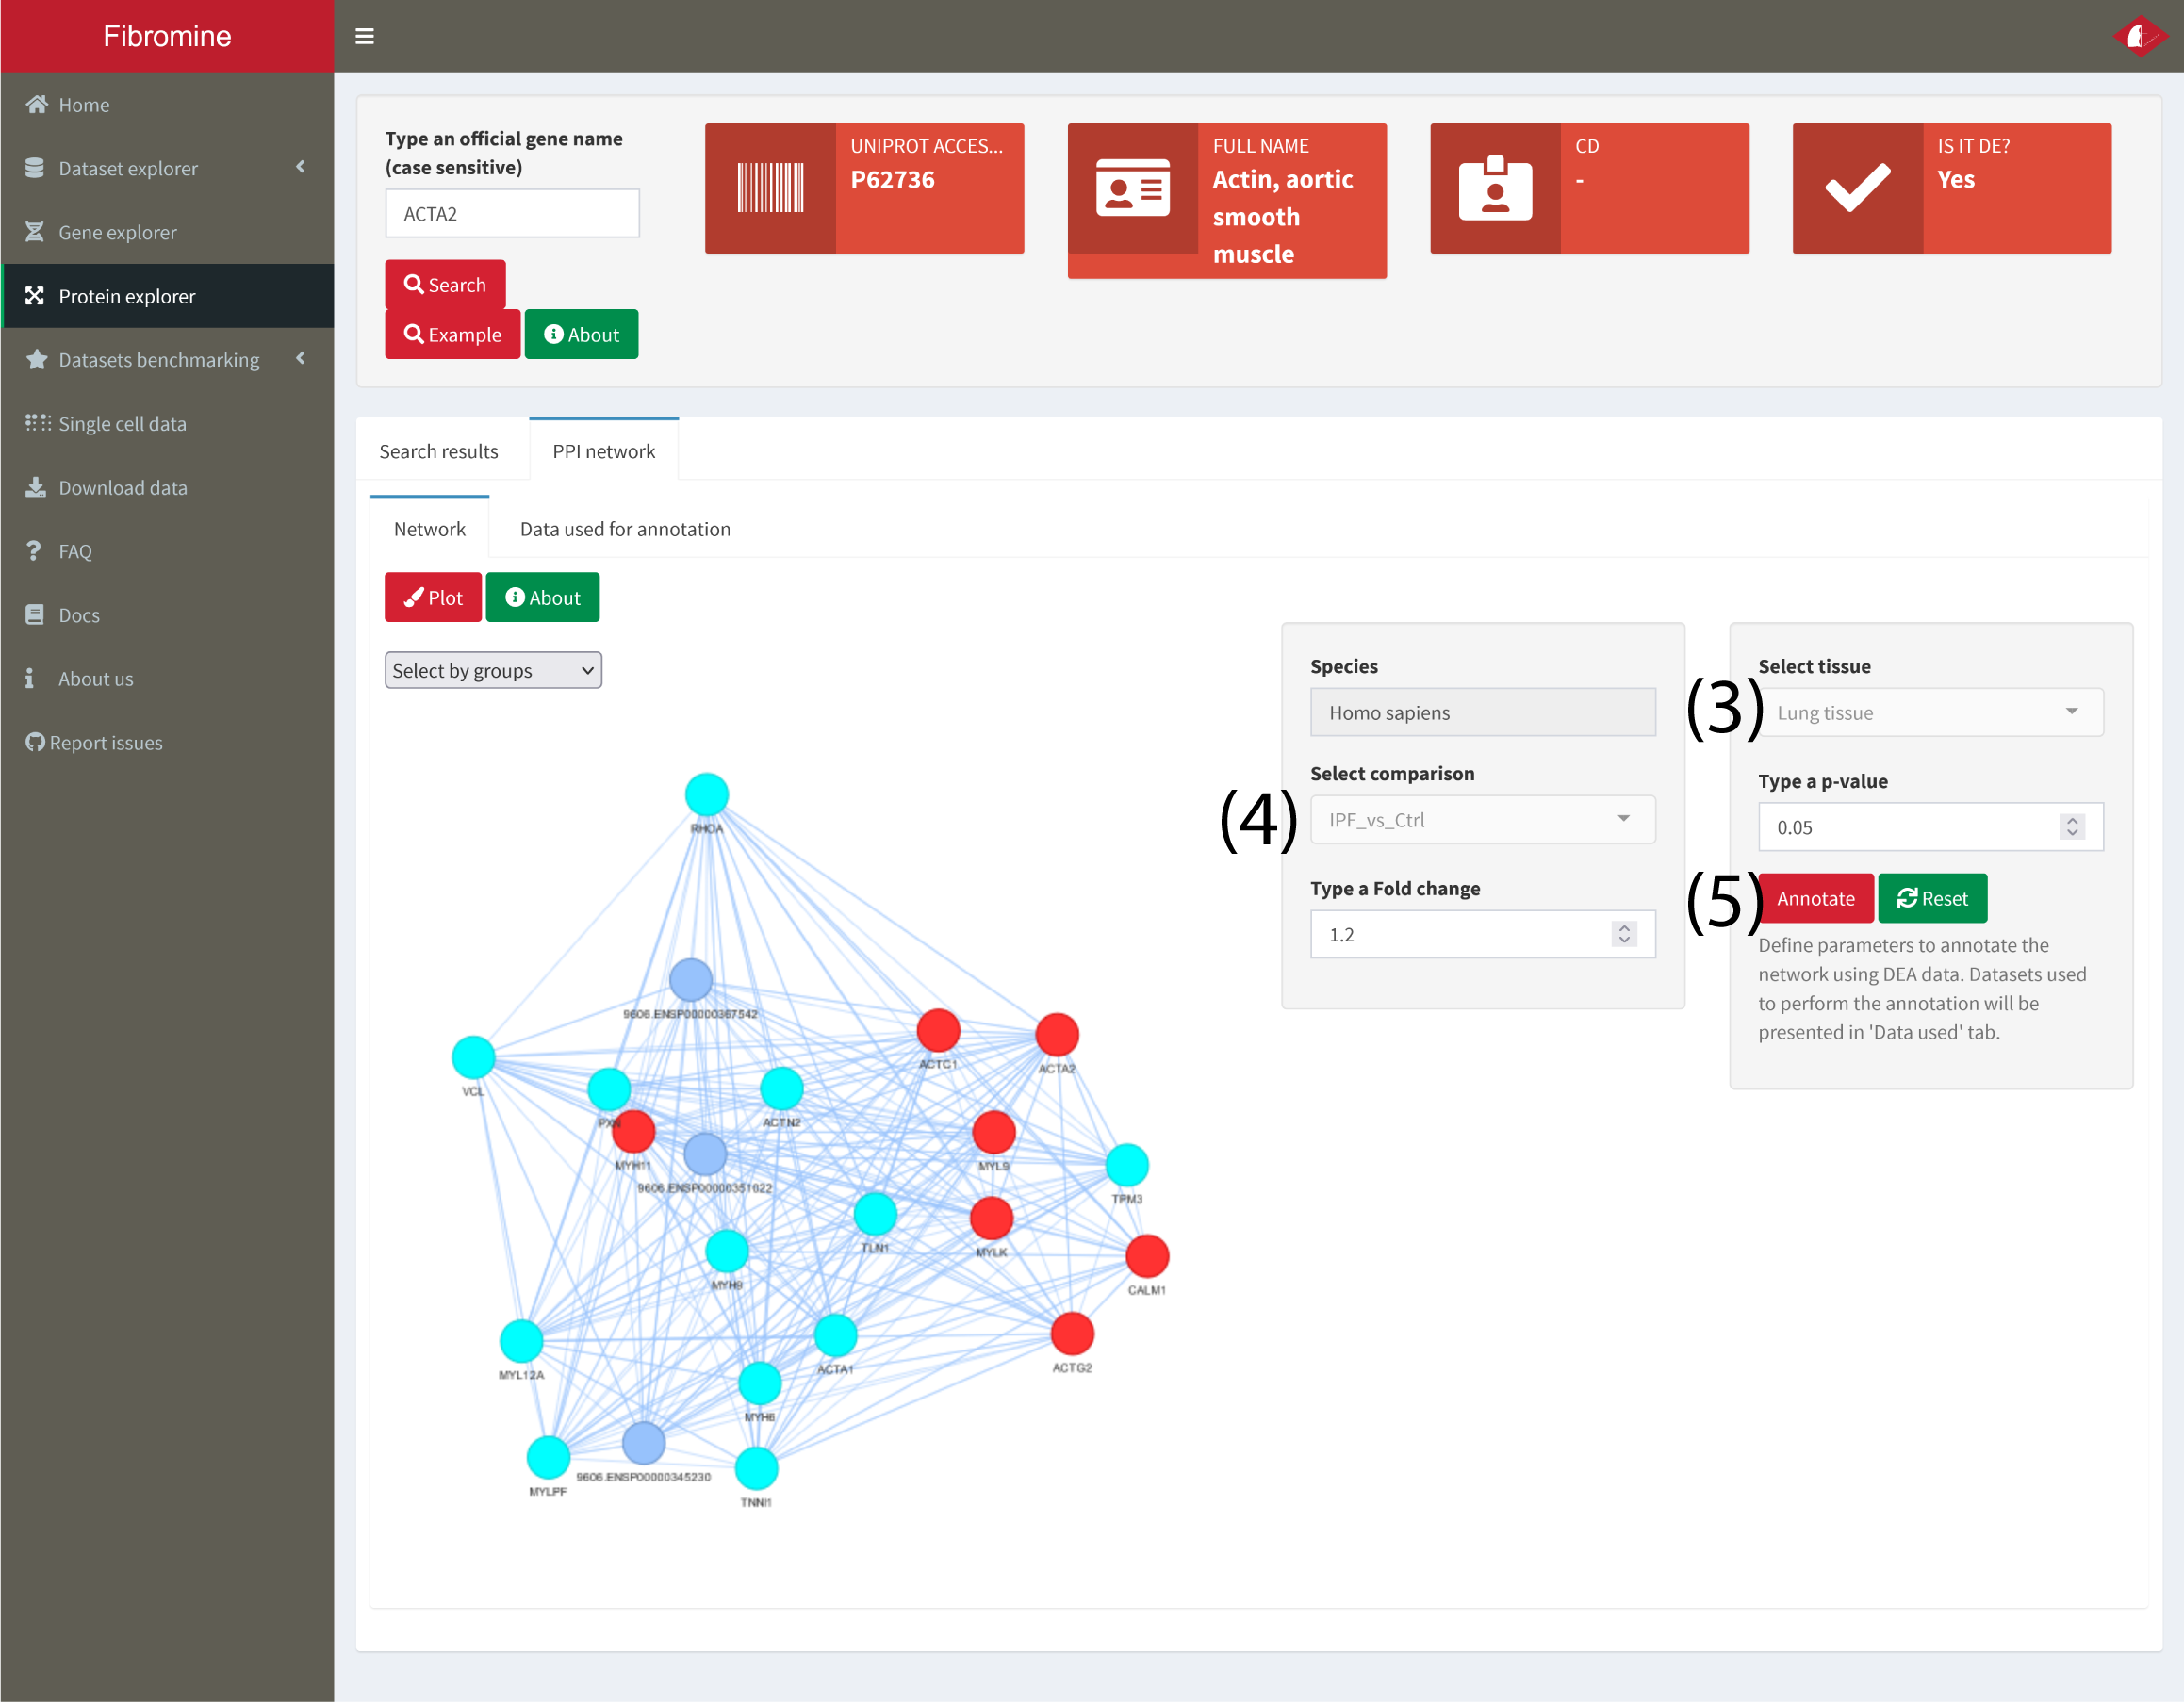 Fibromine
Home
Dataset explorer
Gene explorer
Protein explorer
Datasets benchmarking
Single cell data
Download data
FAQ
Docs
About us
Report issues
Type an official gene name
(case sensitive)
ACTA2
Search
Example
About
UNIPROT ACCES...
P62736
FULL NAME
Actin, aortic
smooth
muscle
CD
-
IS IT DE?
Yes
Search results
PPI network
Network
Data used for annotation
Plot
About
Select by groups
Species
Homo sapiens
(4)
Select comparison
IPF_vs_Ctrl
Type a Fold change
1.2
(3)
Select tissue
Lung tissue
Type a p-value
0.05
(5)
Annotate
Reset
Define parameters to annotate the
network using DEA data. Datasets used
to perform the annotation will be
presented in 'Data used' tab.
RHOA
9606.ENSP00000367542
ACTC1
ACTA2
VCL
PXN
ACTN2
MYH11
MYL9
9606.ENSP00000351022
TPM3
TLN1
MYLK
MYH9
CALM1
ACTA1
ACTG2
MYL12A
MYH6
9606.ENSP00000345230
MYLPF
TNNI1